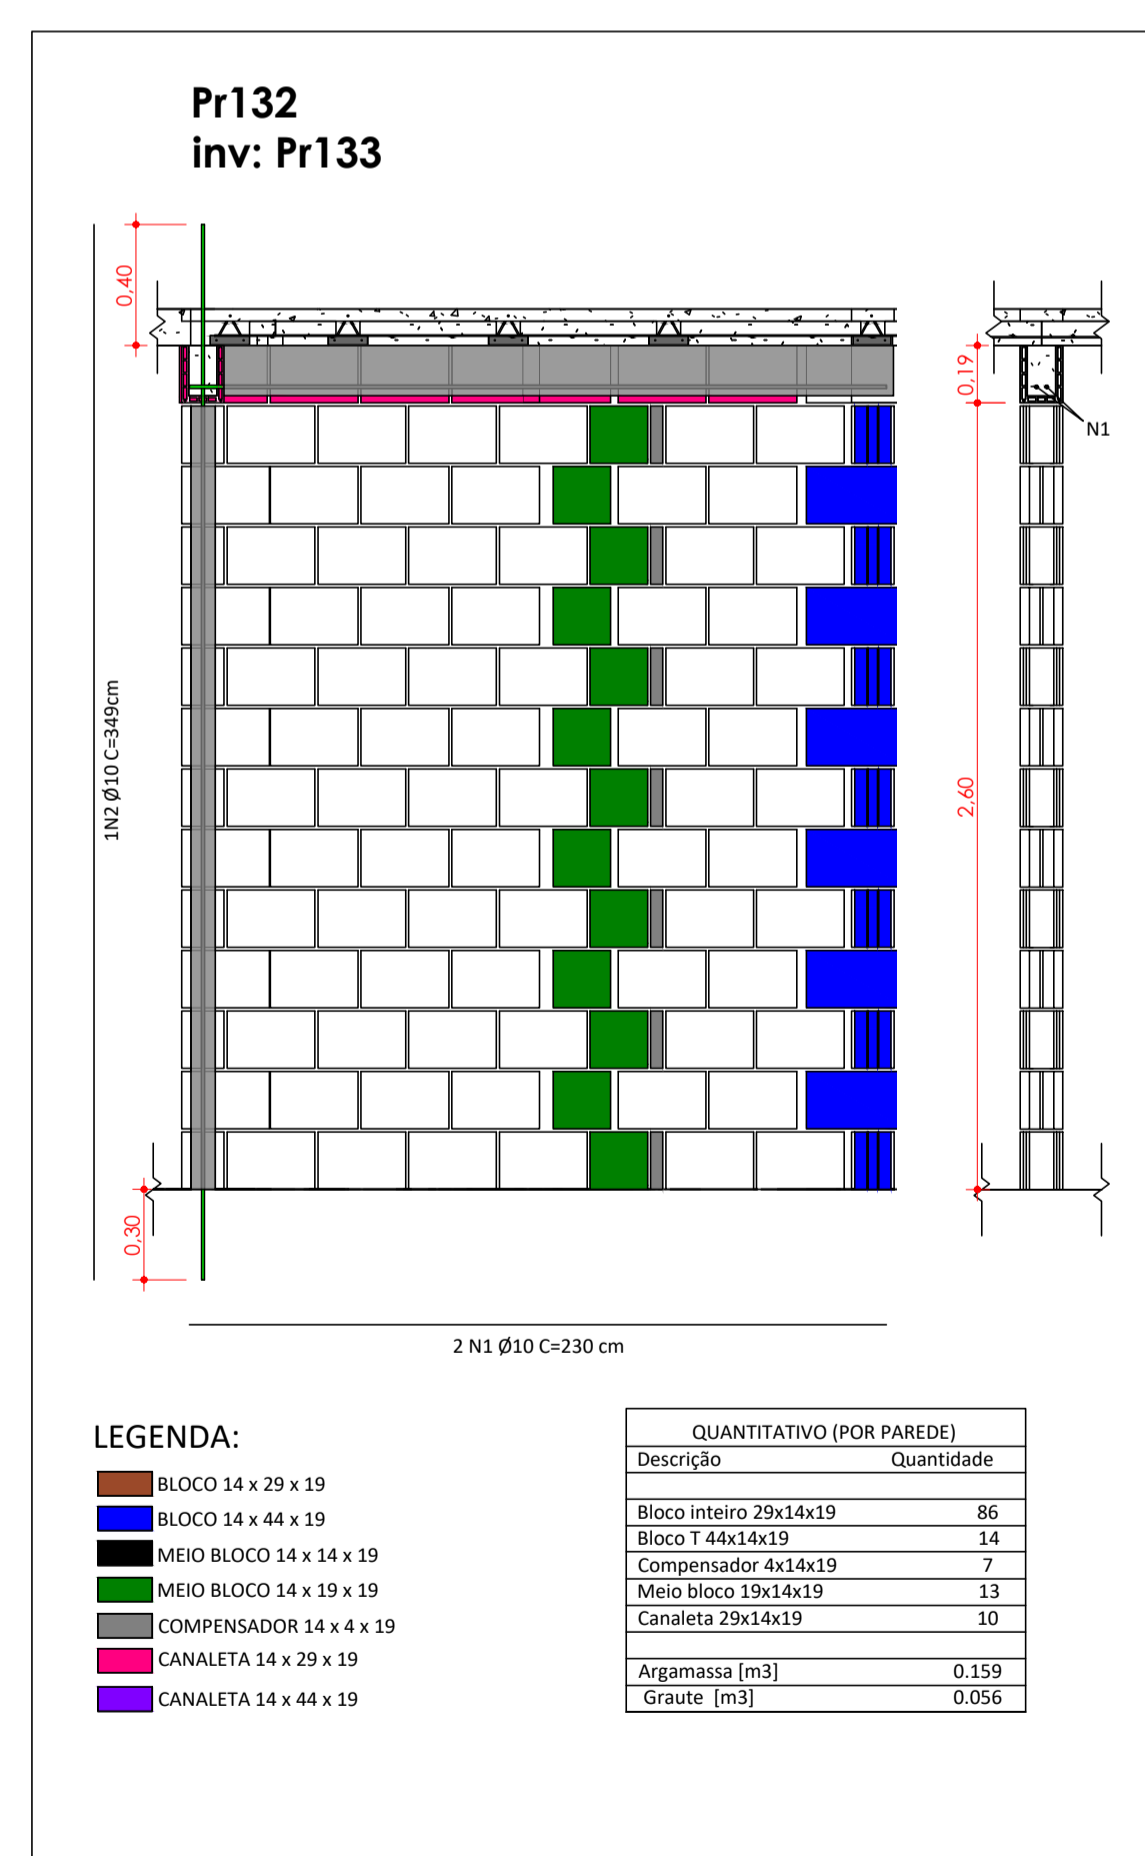 Pr132
inv: Pr133
0,40
0,19
N1
1N2 Ø10 C=349cm
2,60
0,30
2 N1 Ø10 C=230 cm
LEGENDA:
BLOCO 14 x 29 x 19
BLOCO 14 x 44 x 19
MEIO BLOCO 14 x 14 x 19
MEIO BLOCO 14 x 19 x 19
COMPENSADOR 14 x 4 x 19
CANALETA 14 x 29 x 19
CANALETA 14 x 44 x 19
QUANTITATIVO (POR PAREDE)
Descrição Quantidade
Bloco inteiro 29x14x19 86
Bloco T 44x14x19 14
Compensador 4x14x19 7
Meio bloco 19x14x19 13
Canaleta 29x14x19 10
Argamassa [m3] 0.159
Graute [m3] 0.056